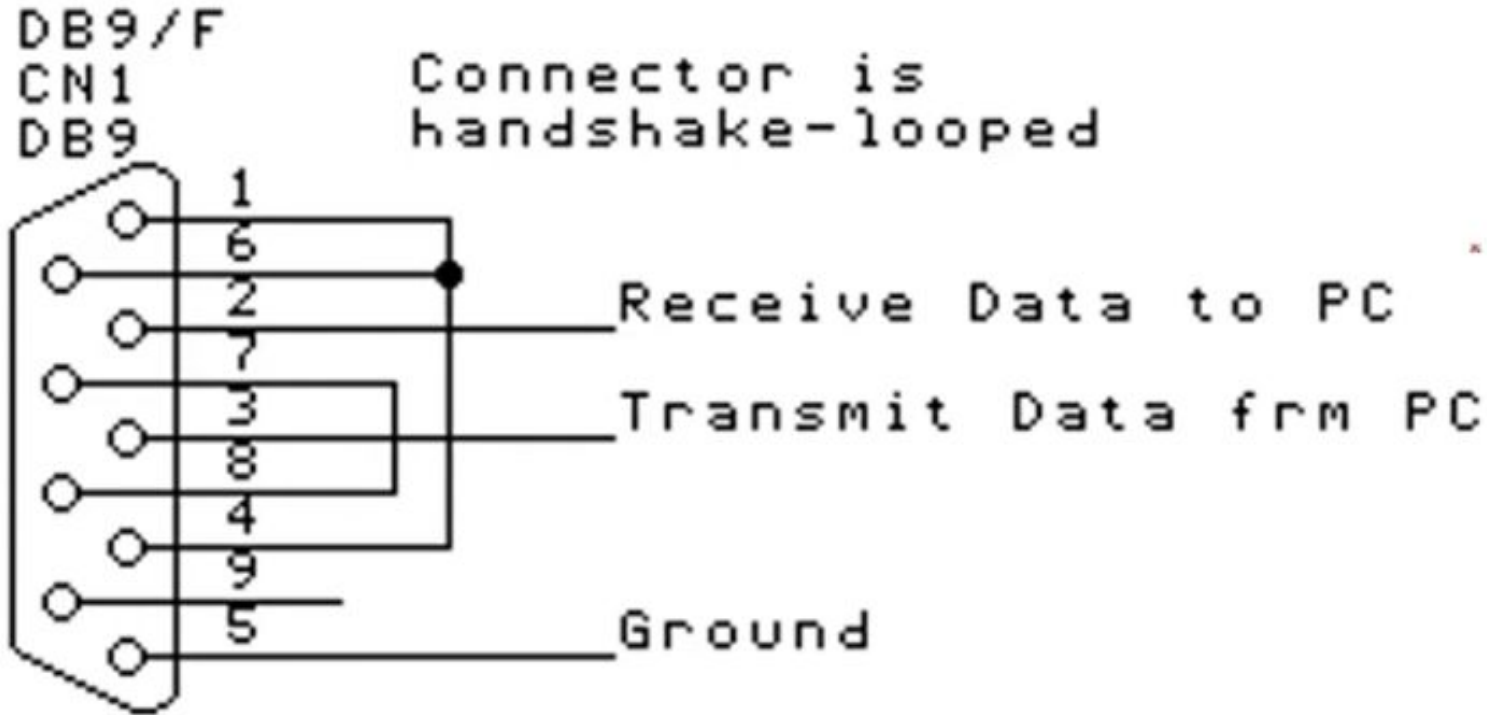 DB9/F
CN1
DB9
Connector is
handshake-looped
1
6
2
Receive Data to PC
7
3
Transmit Data frm PC
8
4
9
5
Ground